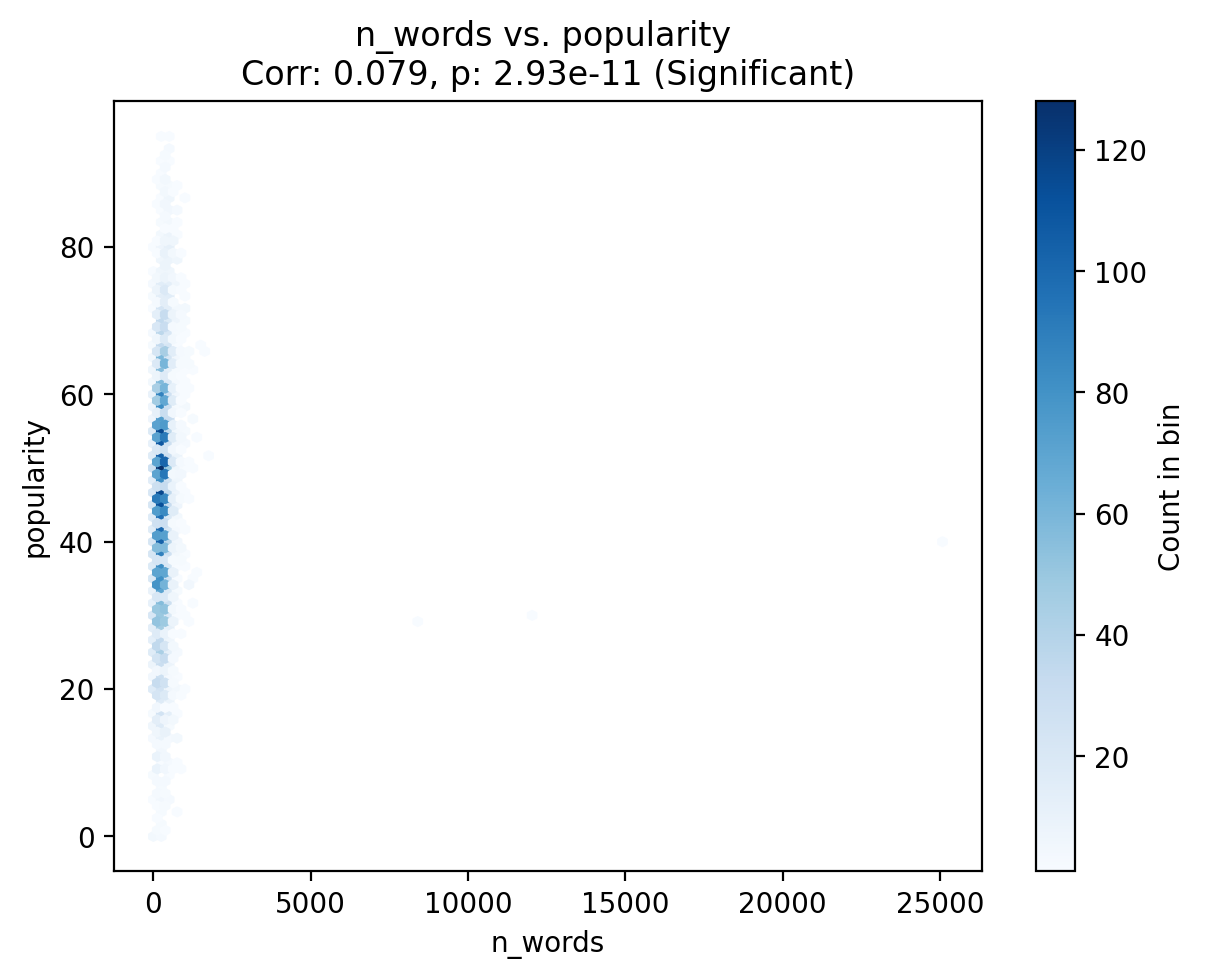 n_words vs. popularity
Corr: 0.079, p: 2.93e-11 (Significant)
80
60
40
20
0
popularity
0 5000 10000 15000 20000 25000
n_words
120
100
80
60
40
20
Count in bin